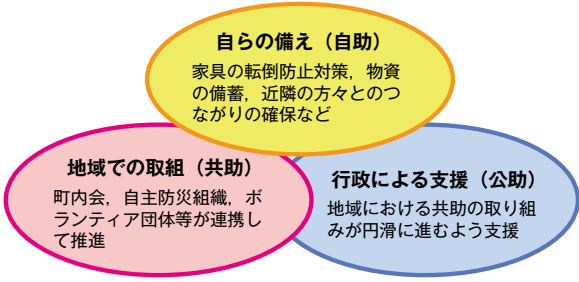 自らの備え（自助）
家具の転倒防止対策，物資
の備蓄，近隣の方々とのつ
ながりの確保など
地域での取組（共助）
町内会，自主防災組織，ボ
ランティア団体等が連携し
て推進
行政による支援（公助）
地域における共助の取り組
みが円滑に進むよう支援